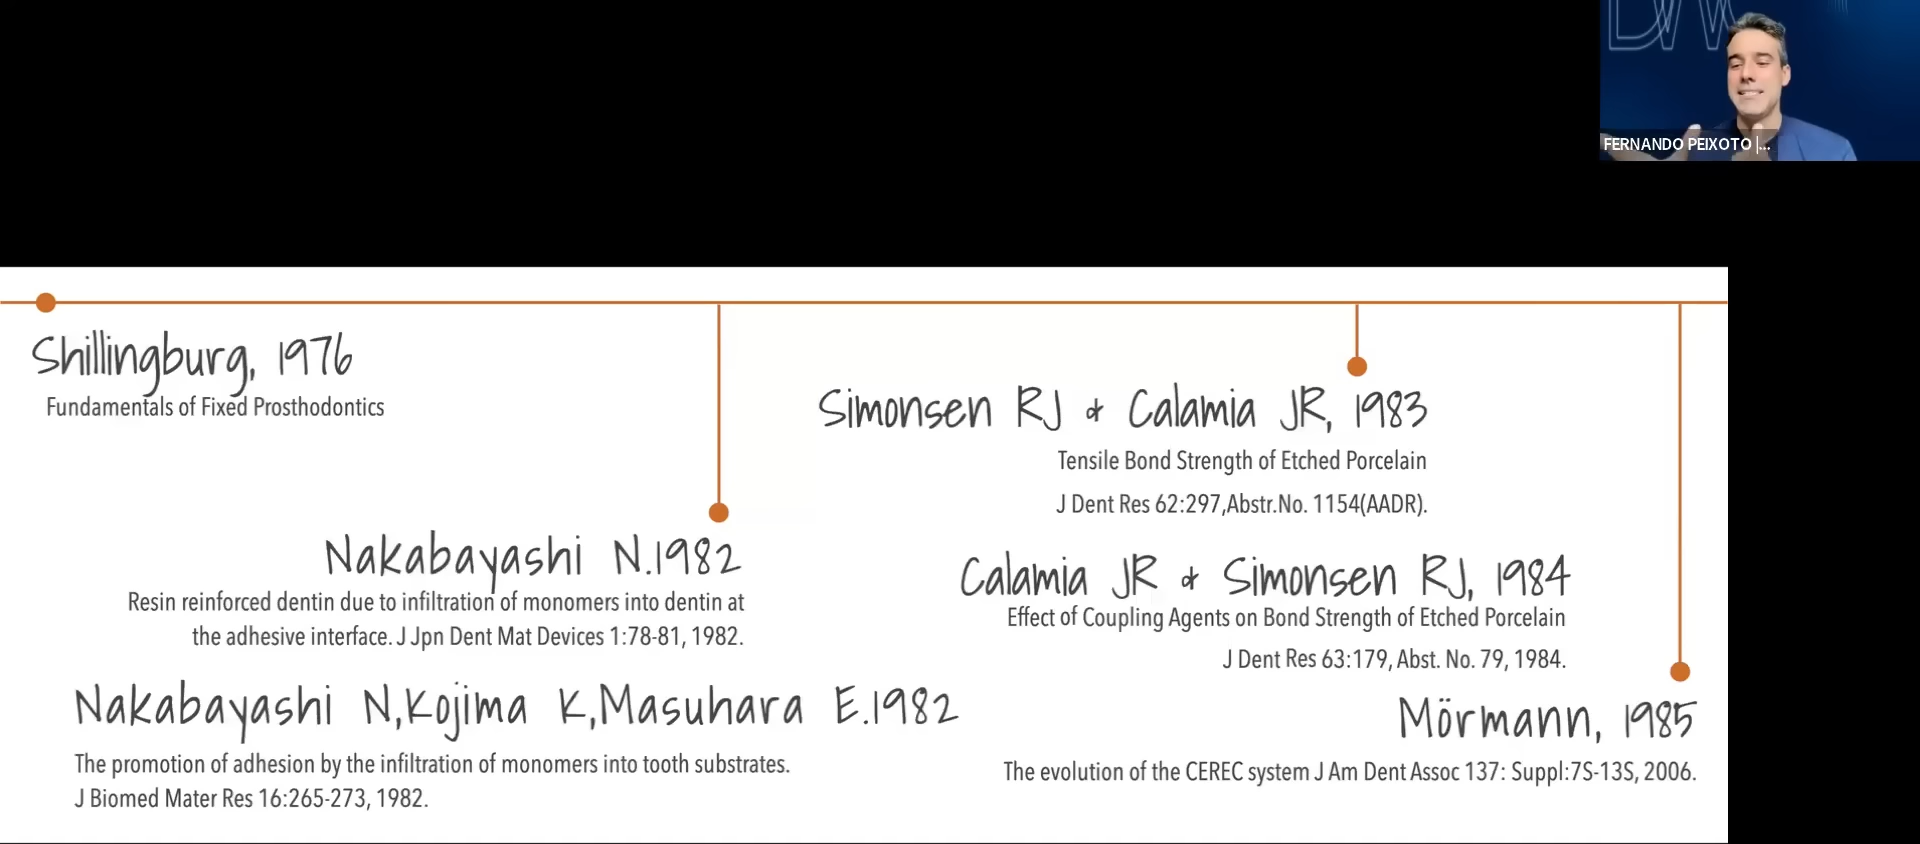 DW
FERNANDO PEIXOTO |...
Shillingburg, 1976
Fundamentals of Fixed Prosthodontics
Nakabayashi N.1982
Resin reinforced dentin due to infiltration of monomers into dentin at
the adhesive interface. J Jpn Dent Mat Devices 1:78-81, 1982.
Nakabayashi N,Kojima K,Masuhara E.1982
The promotion of adhesion by the infiltration of monomers into tooth substrates.
J Biomed Mater Res 16:265-273, 1982.
Simonsen RJ & Calamia JR, 1983
Tensile Bond Strength of Etched Porcelain
J Dent Res 62:297,Abstr.No. 1154(AADR).
Calamia JR & Simonsen RJ, 1984
Effect of Coupling Agents on Bond Strength of Etched Porcelain
J Dent Res 63:179, Abst. No. 79, 1984.
Mörmann, 1985
The evolution of the CEREC system J Am Dent Assoc 137: Suppl:7S-13S, 2006.